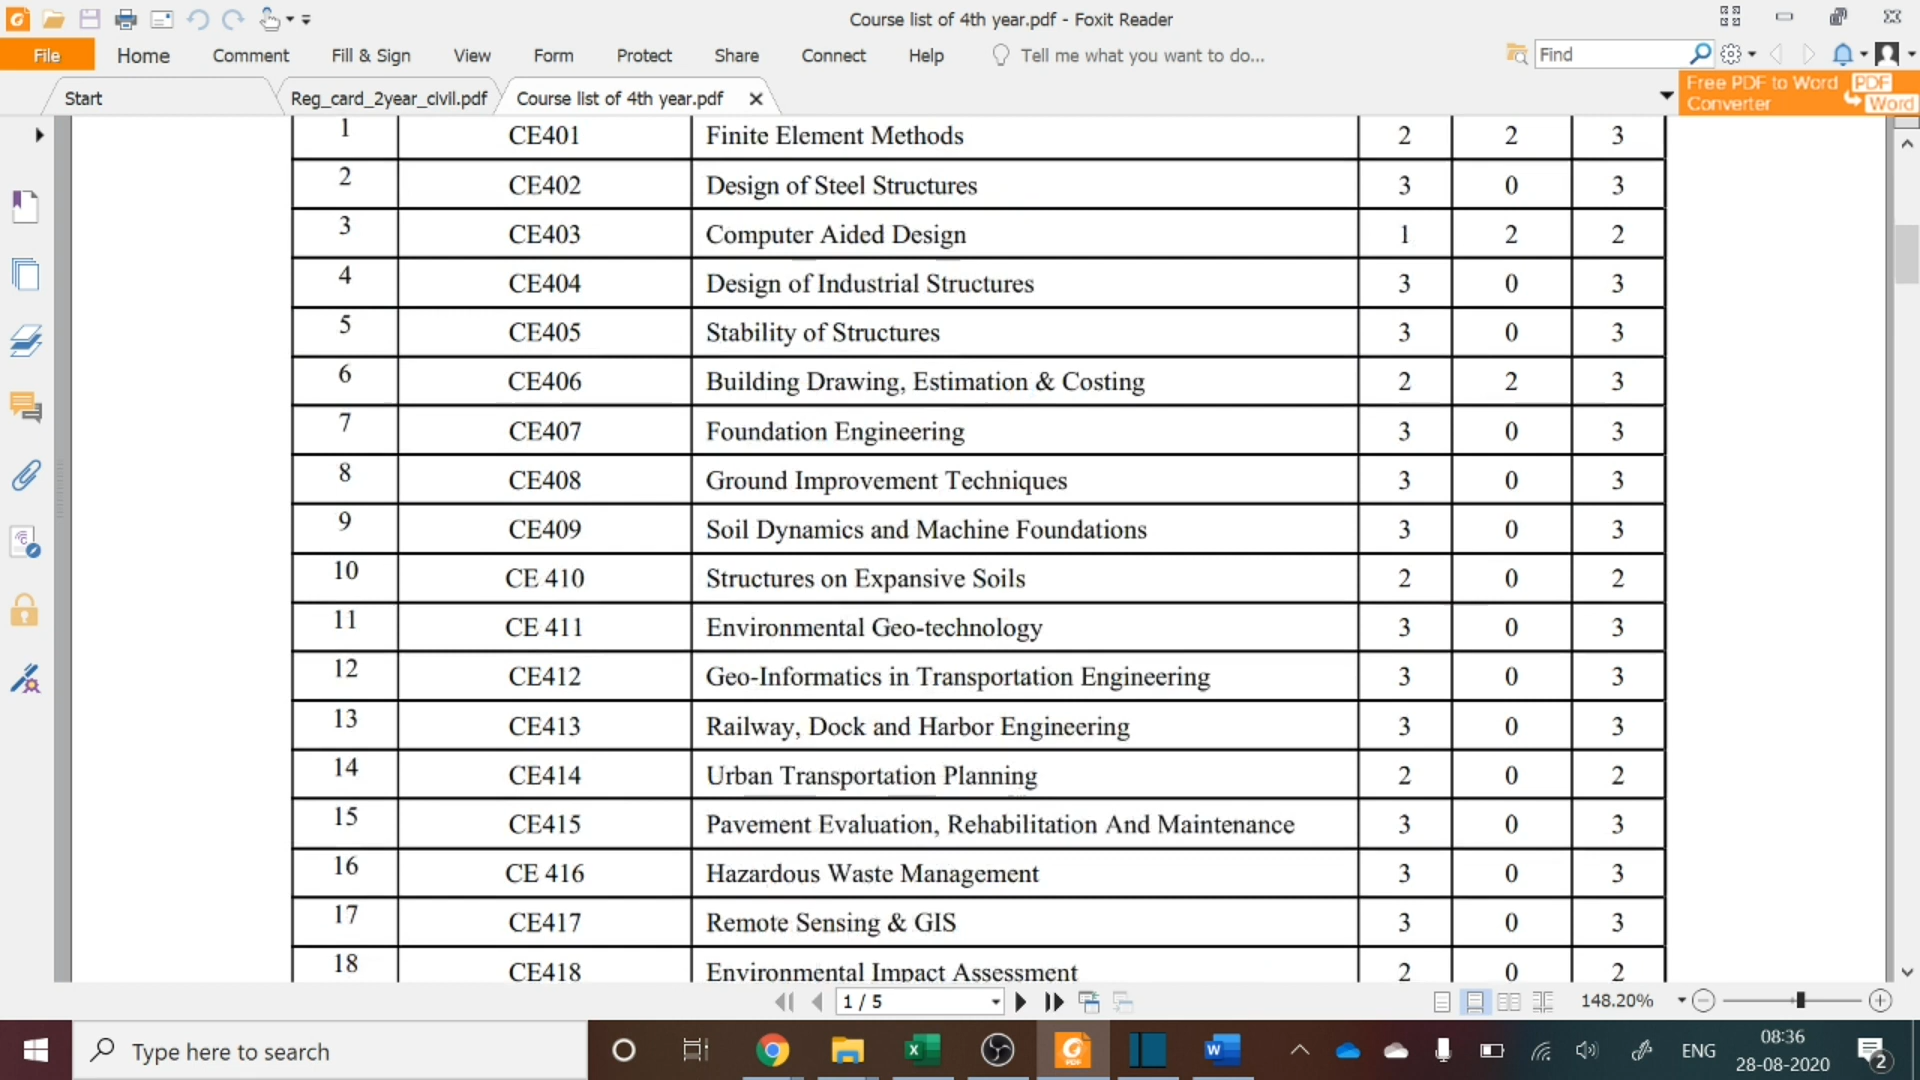 Course list of 4th year.pdf - Foxit Reader
File Home Comment Fill & Sign View Form Protect Share Connect Help Tell me what you want to do... Find
Start Reg_card_2year_civil.pdf Course list of 4th year.pdf
Free PDF to Word Converter PDF Word
1 CE401 Finite Element Methods 2 2 3
2 CE402 Design of Steel Structures 3 0 3
3 CE403 Computer Aided Design 1 2 2
4 CE404 Design of Industrial Structures 3 0 3
5 CE405 Stability of Structures 3 0 3
6 CE406 Building Drawing, Estimation & Costing 2 2 3
7 CE407 Foundation Engineering 3 0 3
8 CE408 Ground Improvement Techniques 3 0 3
9 CE409 Soil Dynamics and Machine Foundations 3 0 3
10 CE 410 Structures on Expansive Soils 2 0 2
11 CE 411 Environmental Geo-technology 3 0 3
12 CE412 Geo-Informatics in Transportation Engineering 3 0 3
13 CE413 Railway, Dock and Harbor Engineering 3 0 3
14 CE414 Urban Transportation Planning 2 0 2
15 CE415 Pavement Evaluation, Rehabilitation And Maintenance 3 0 3
16 CE 416 Hazardous Waste Management 3 0 3
17 CE417 Remote Sensing & GIS 3 0 3
18 CE418 Environmental Impact Assessment 2 0 2
1 / 5 148.20%
Type here to search ENG 08:36
28-08-2020 2